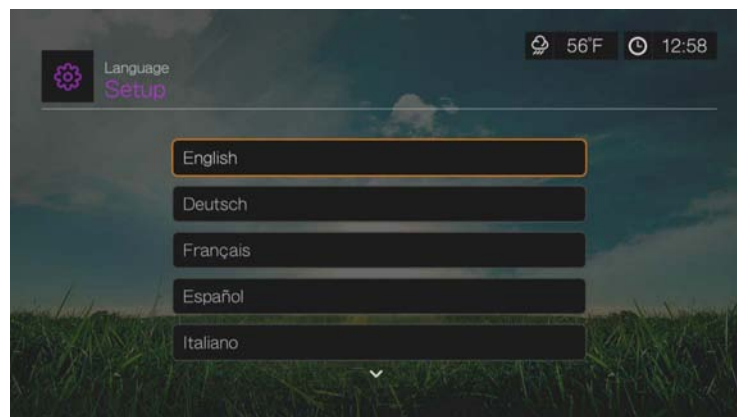 56°F 12:58
Language
Setup
English
Deutsch
Français
Español
Italiano